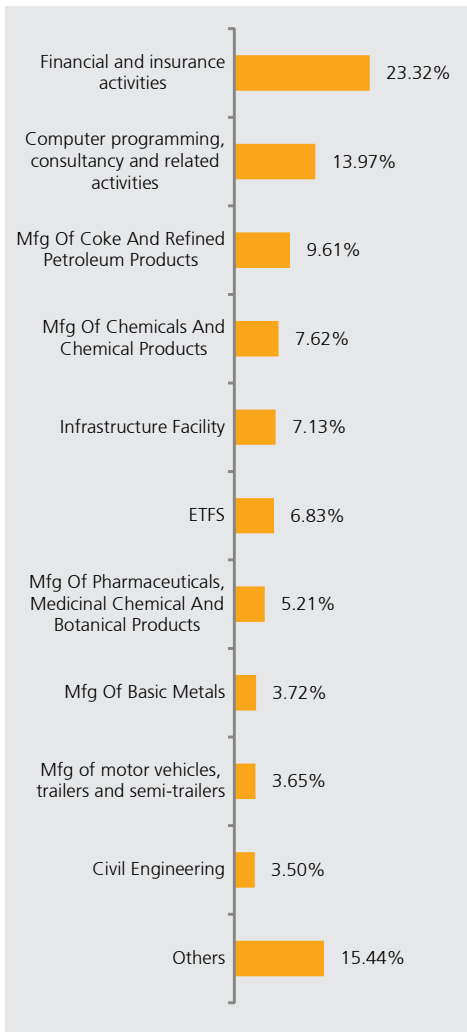 Financial and insurance
activities
23.32%
Computer programming,
consultancy and related
activities
13.97%
Mfg Of Coke And Refined
Petroleum Products
9.61%
Mfg Of Chemicals And
Chemical Products
7.62%
Infrastructure Facility
7.13%
ETFS
6.83%
Mfg Of Pharmaceuticals,
Medicinal Chemical And
Botanical Products
5.21%
Mfg Of Basic Metals
3.72%
Mfg of motor vehicles,
trailers and semi-trailers
3.65%
Civil Engineering
3.50%
Others
15.44%